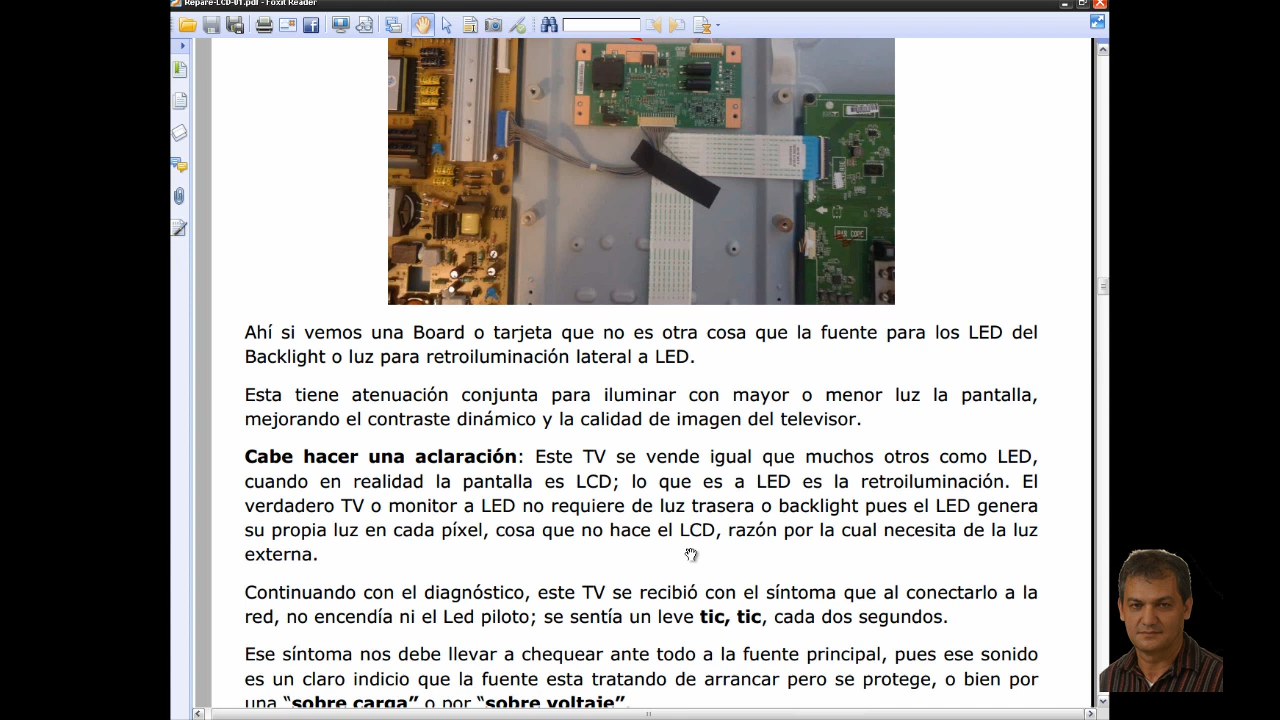 Repare-LCD-01.pdf - Foxit Reader
Ahí si vemos una Board o tarjeta que no es otra cosa que la fuente para los LED del
Backlight o luz para retroiluminación lateral a LED.
Esta tiene atenuación conjunta para iluminar con mayor o menor luz la pantalla,
mejorando el contraste dinámico y la calidad de imagen del televisor.
Cabe hacer una aclaración: Este TV se vende igual que muchos otros como LED,
cuando en realidad la pantalla es LCD; lo que es a LED es la retroiluminación. El
verdadero TV o monitor a LED no requiere de luz trasera o backlight pues el LED genera
su propia luz en cada píxel, cosa que no hace el LCD, razón por la cual necesita de la luz
externa.
Continuando con el diagnóstico, este TV se recibió con el síntoma que al conectarlo a la
red, no encendía ni el Led piloto; se sentía un leve tic, tic, cada dos segundos.
Ese síntoma nos debe llevar a chequear ante todo a la fuente principal, pues ese sonido
es un claro indicio que la fuente esta tratando de arrancar pero se protege, o bien por
una “sobre carga” o por “sobre voltaje”.